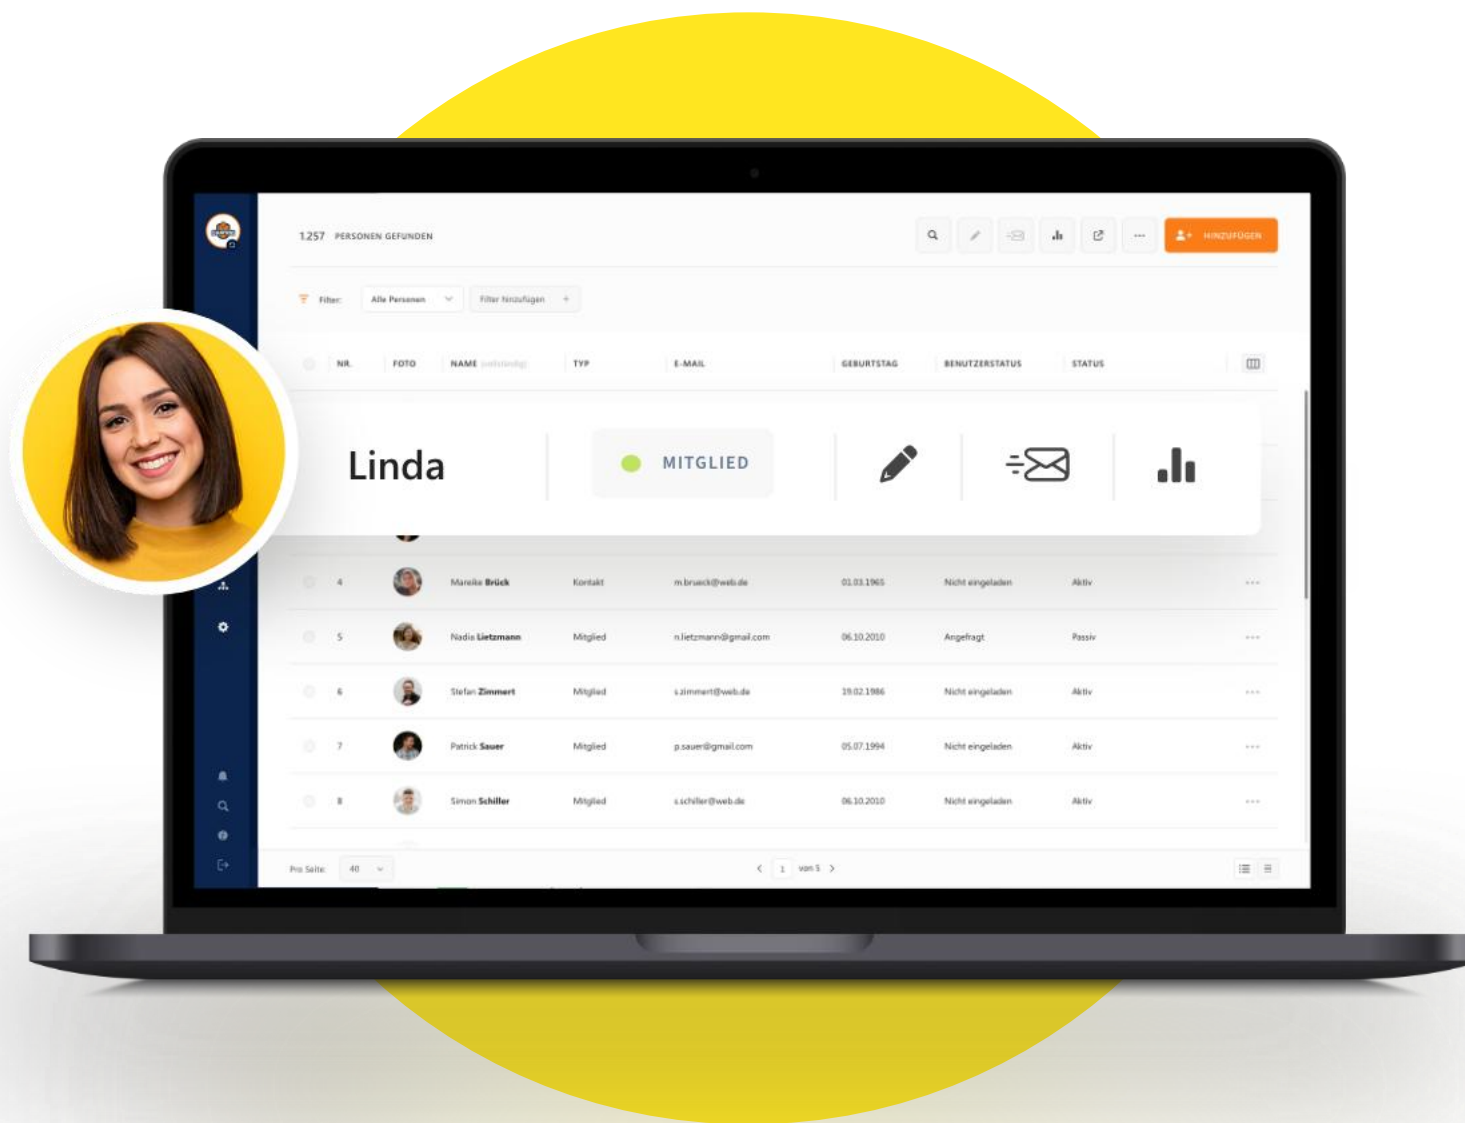 1.257 PERSONEN GEFUNDEN
HINZUFÜGEN
Filter: Alle Personen Filter hinzufügen +
NR. FOTO NAME (vollständig) TYP E-MAIL GEBURTSTAG BENUTZERSTATUS STATUS
Linda MITGLIED
4 Mareike Brück Kontakt m.brueck@web.de 01.03.1965 Nicht eingeladen Aktiv
5 Nadia Lietzmann Mitglied n.lietzmann@gmail.com 06.10.2010 Angefragt Passiv
6 Stefan Zimmert Mitglied s.zimmert@web.de 19.02.1986 Nicht eingeladen Aktiv
7 Patrick Sauer Mitglied p.sauer@gmail.com 05.07.1994 Nicht eingeladen Aktiv
8 Simon Schiller Mitglied s.schiller@web.de 06.10.2010 Nicht eingeladen Aktiv
Pro Seite: 40 1 von 5